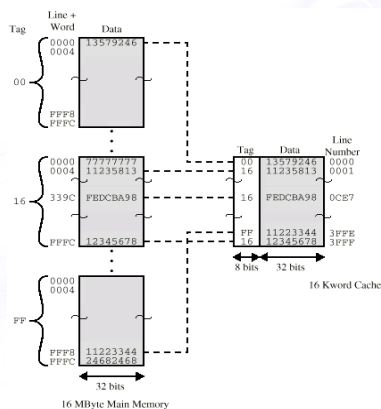 Line +
Tag Word Data
0000 13579246
0004
00
FFF8
FFFC
0000 77777777
0004 11235813
16 339C FEDCBA98
FFFC 12345678
0000
0004
FF
FFF8 11223344
FFFC 24682468
32 bits
16 MByte Main Memory
Line
Tag Data Number
00 13579246 0000
16 11235813 0001
16 FEDCBA98 0CE7
FF 11223344 3FFE
16 12345678 3FFF
8 bits 32 bits
16 Kword Cache